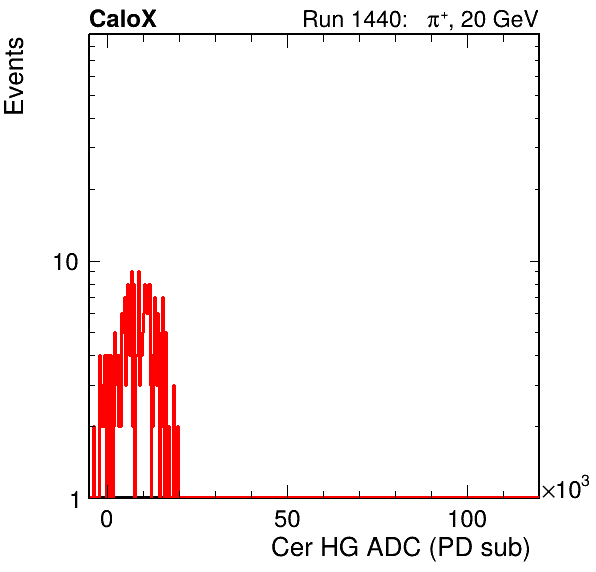 CaloX Run 1440: π⁺, 20 GeV
Events
10
1
0 50 100 ×10³
Cer HG ADC (PD sub)